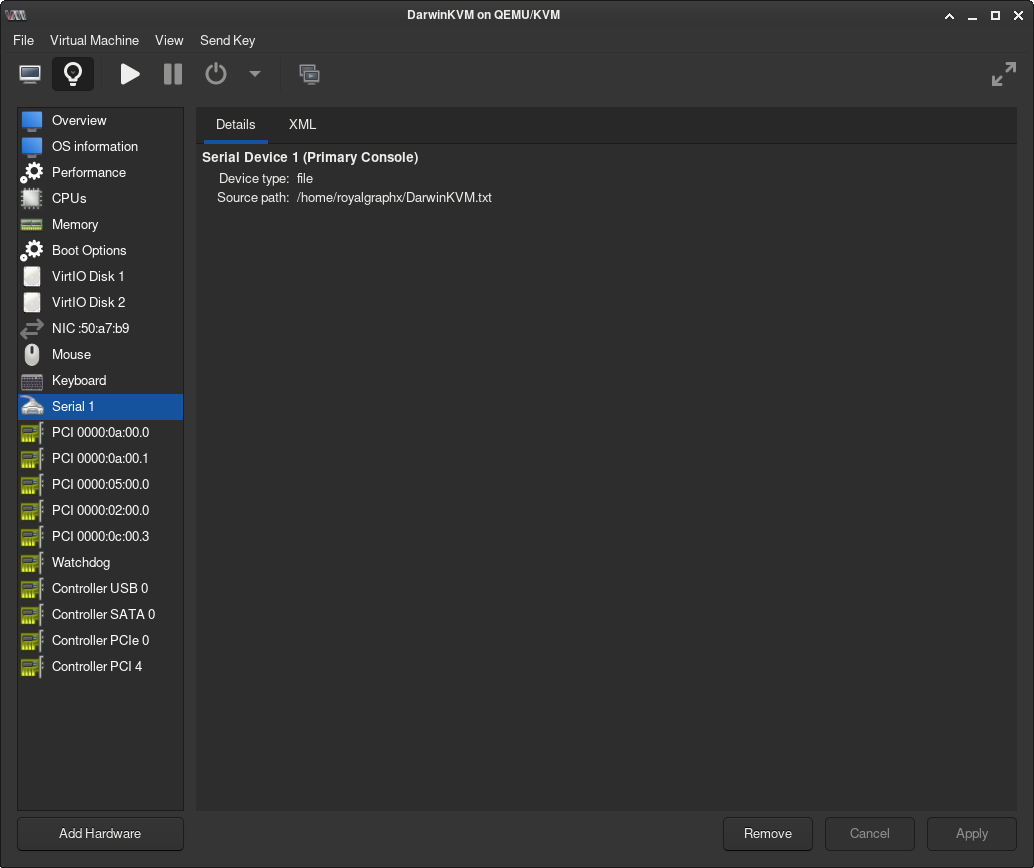 DarwinKVM on QEMU/KVM
File Virtual Machine View Send Key
Overview
OS information
Performance
CPUs
Memory
Boot Options
VirtIO Disk 1
VirtIO Disk 2
NIC :50:a7:b9
Mouse
Keyboard
Serial 1
PCI 0000:0a:00.0
PCI 0000:0a:00.1
PCI 0000:05:00.0
PCI 0000:02:00.0
PCI 0000:0c:00.3
Watchdog
Controller USB 0
Controller SATA 0
Controller PCIe 0
Controller PCI 4
Add Hardware
Details XML
Serial Device 1 (Primary Console)
Device type: file
Source path: /home/royalgraphx/DarwinKVM.txt
Remove Cancel Apply